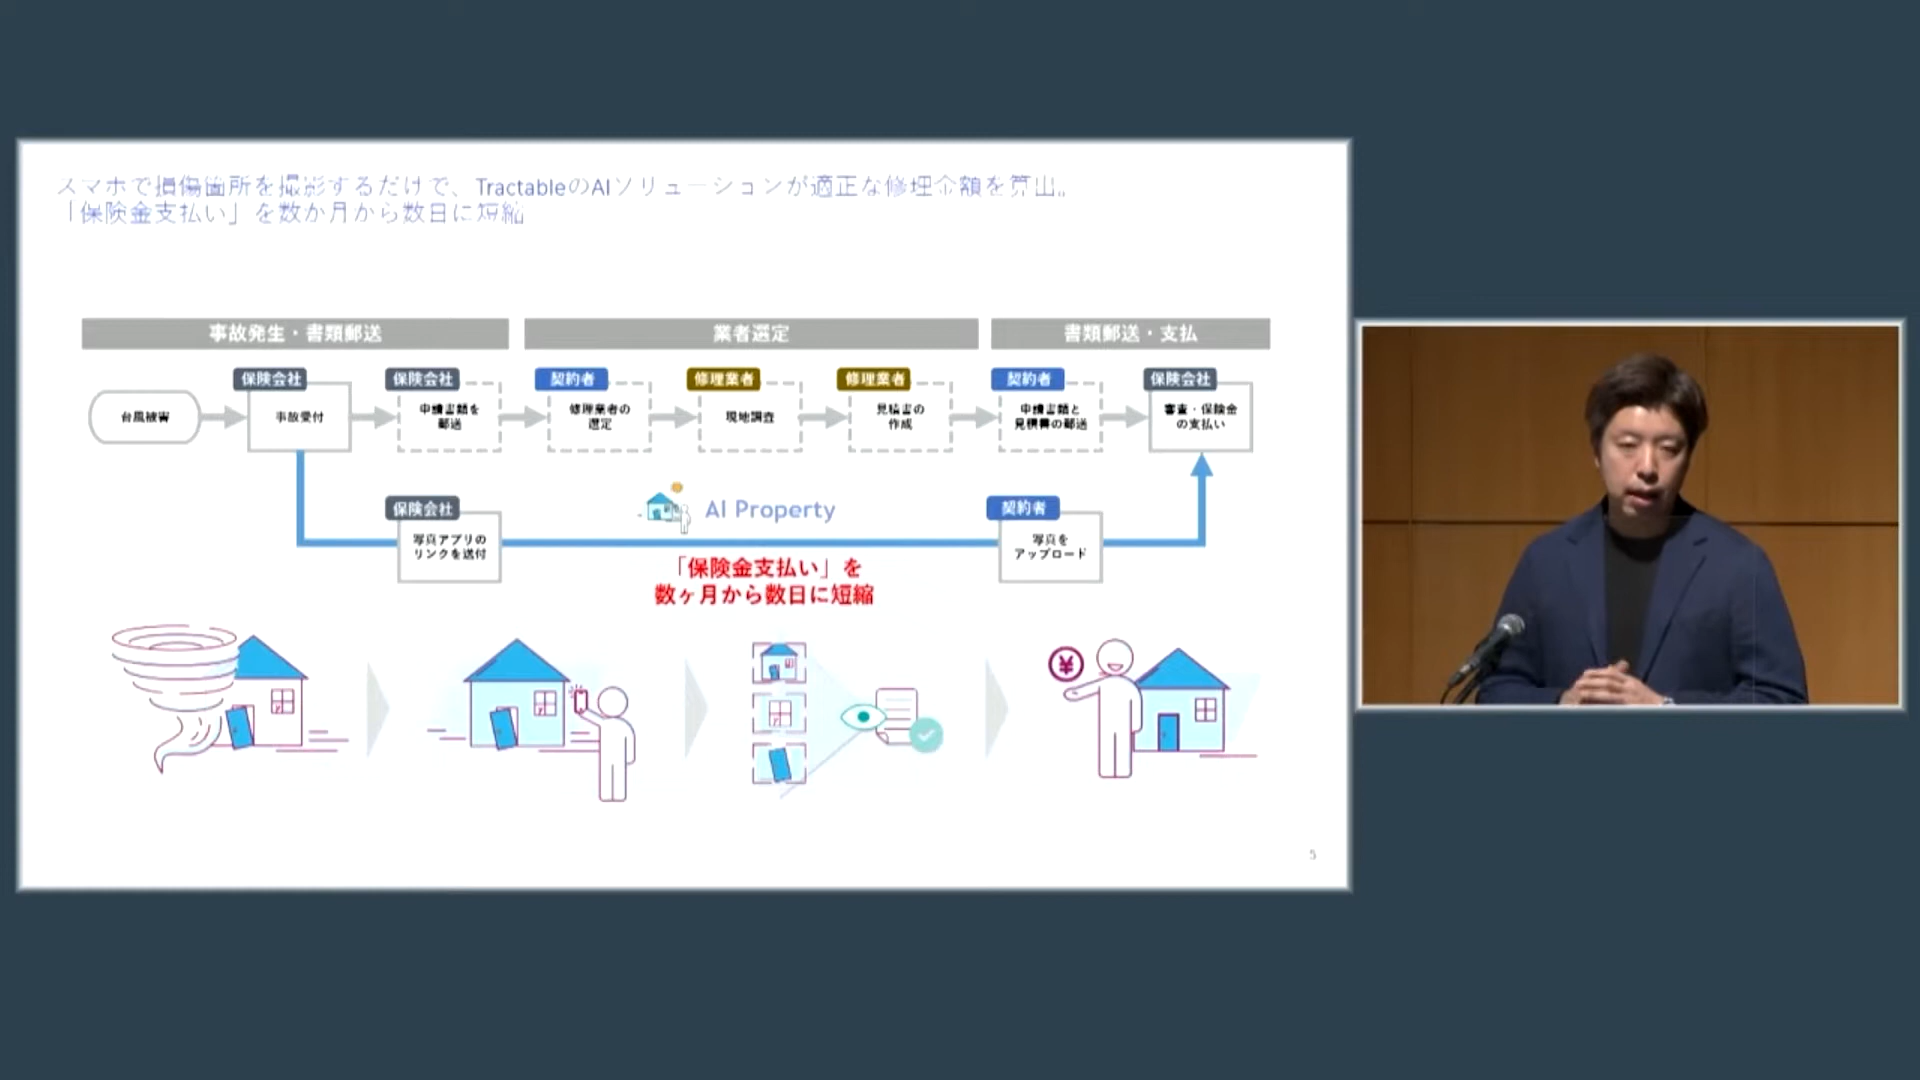 スマホで損傷箇所を撮影するだけで、TractableのAIソリューションが適正な修理金額を算出。
「保険金支払い」を数か月から数日に短縮
事故発生・書類郵送
業者選定
書類郵送・支払
保険会社
保険会社
契約者
修理業者
修理業者
契約者
保険会社
台風被害
事故受付
申請書類を
郵送
修理業者の
選定
現地調査
見積書の
作成
申請書類と
見積書の郵送
審査・保険金
の支払い
保険会社
写真アプリの
リンクを送付
AI Property
契約者
写真を
アップロード
「保険金支払い」を
数ヶ月から数日に短縮
¥
5